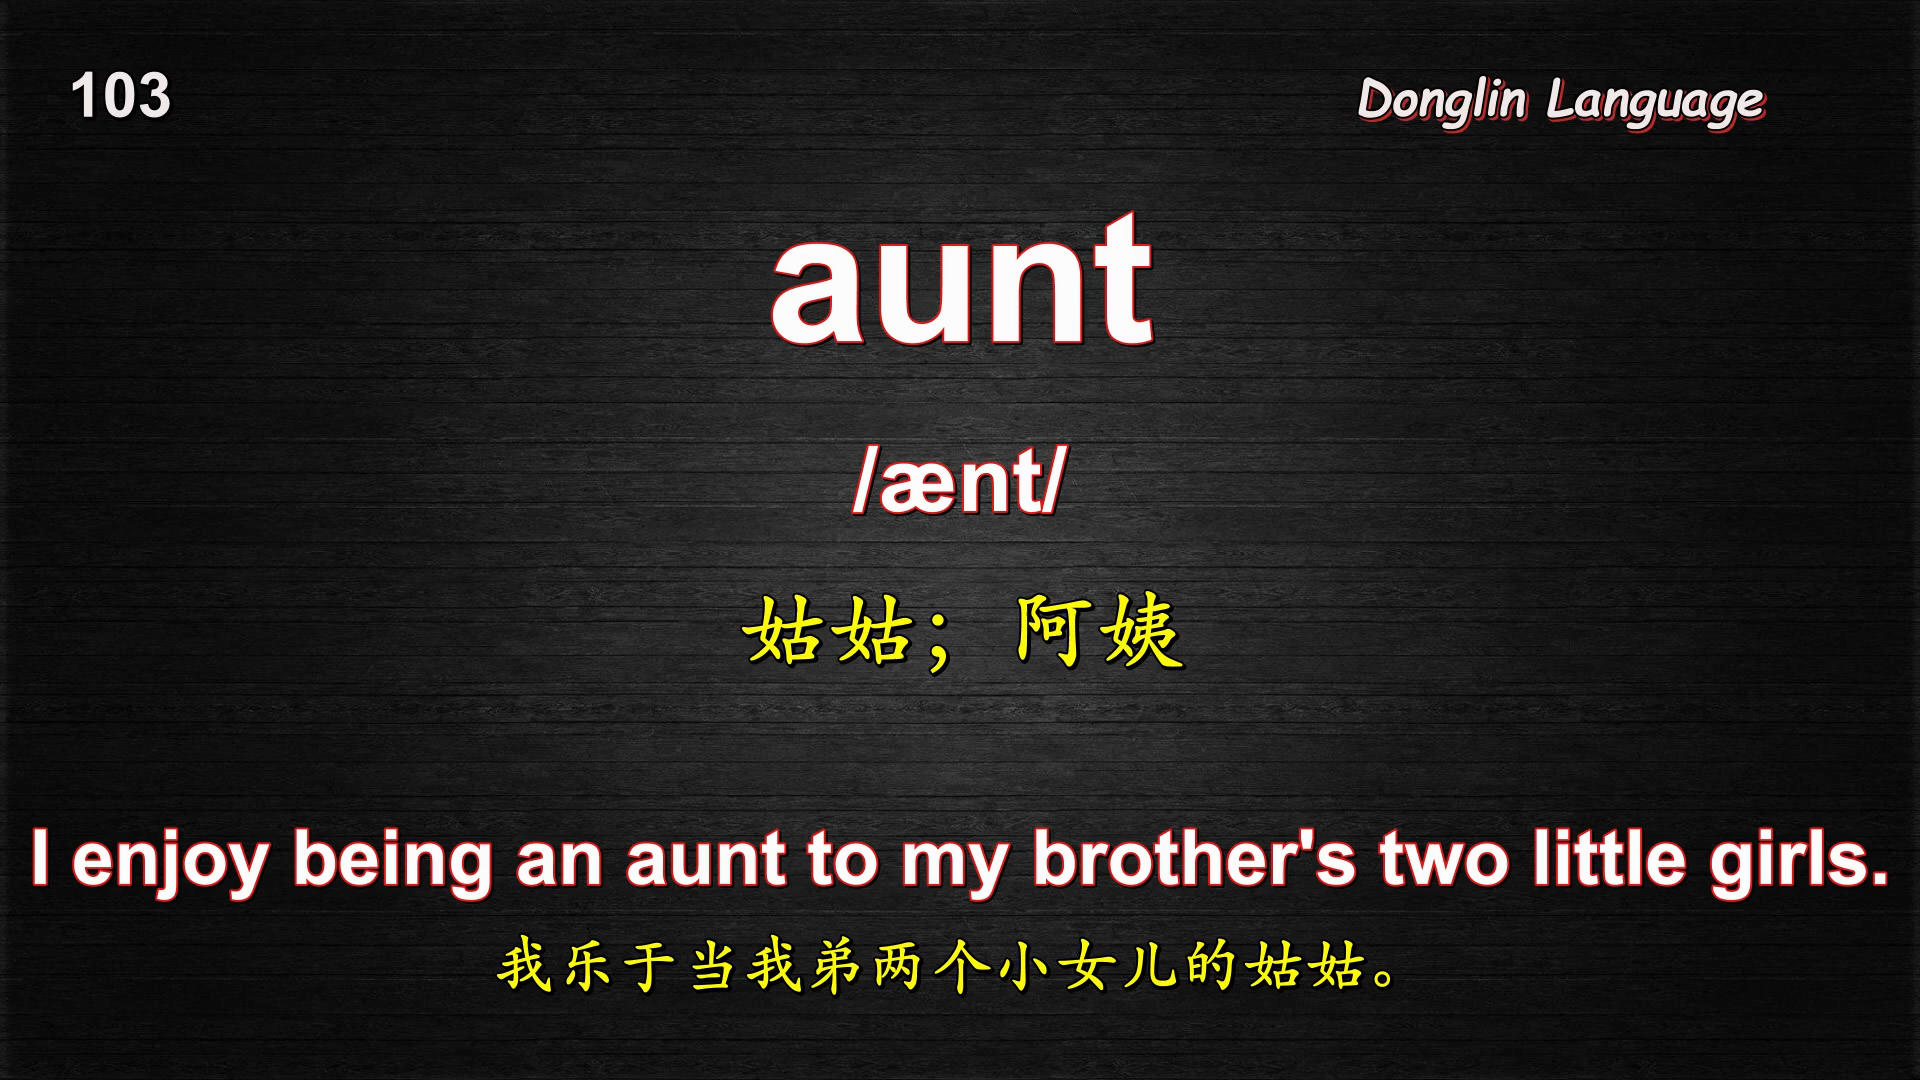 103
Donglin Language
aunt
/ænt/
姑姑；阿姨
I enjoy being an aunt to my brother's two little girls.
我乐于当我弟两个小女儿的姑姑。